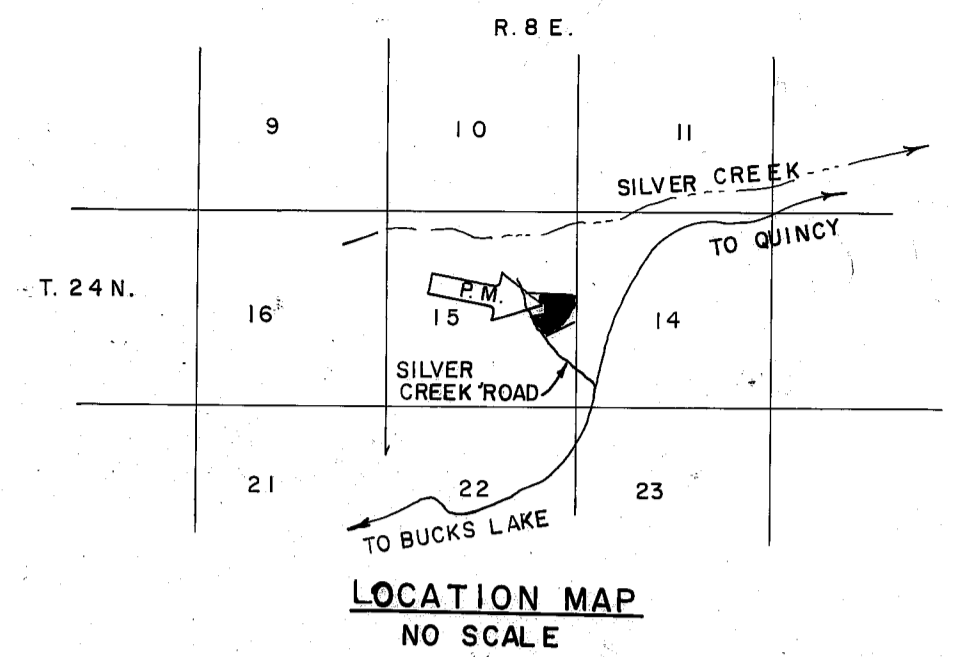 R. 8 E.
9
10
11
SILVER CREEK
TO QUINCY
T. 24 N.
16
P. M.
15
14
SILVER
CREEK ROAD
21
22
23
TO BUCKS LAKE
LOCATION MAP
NO SCALE